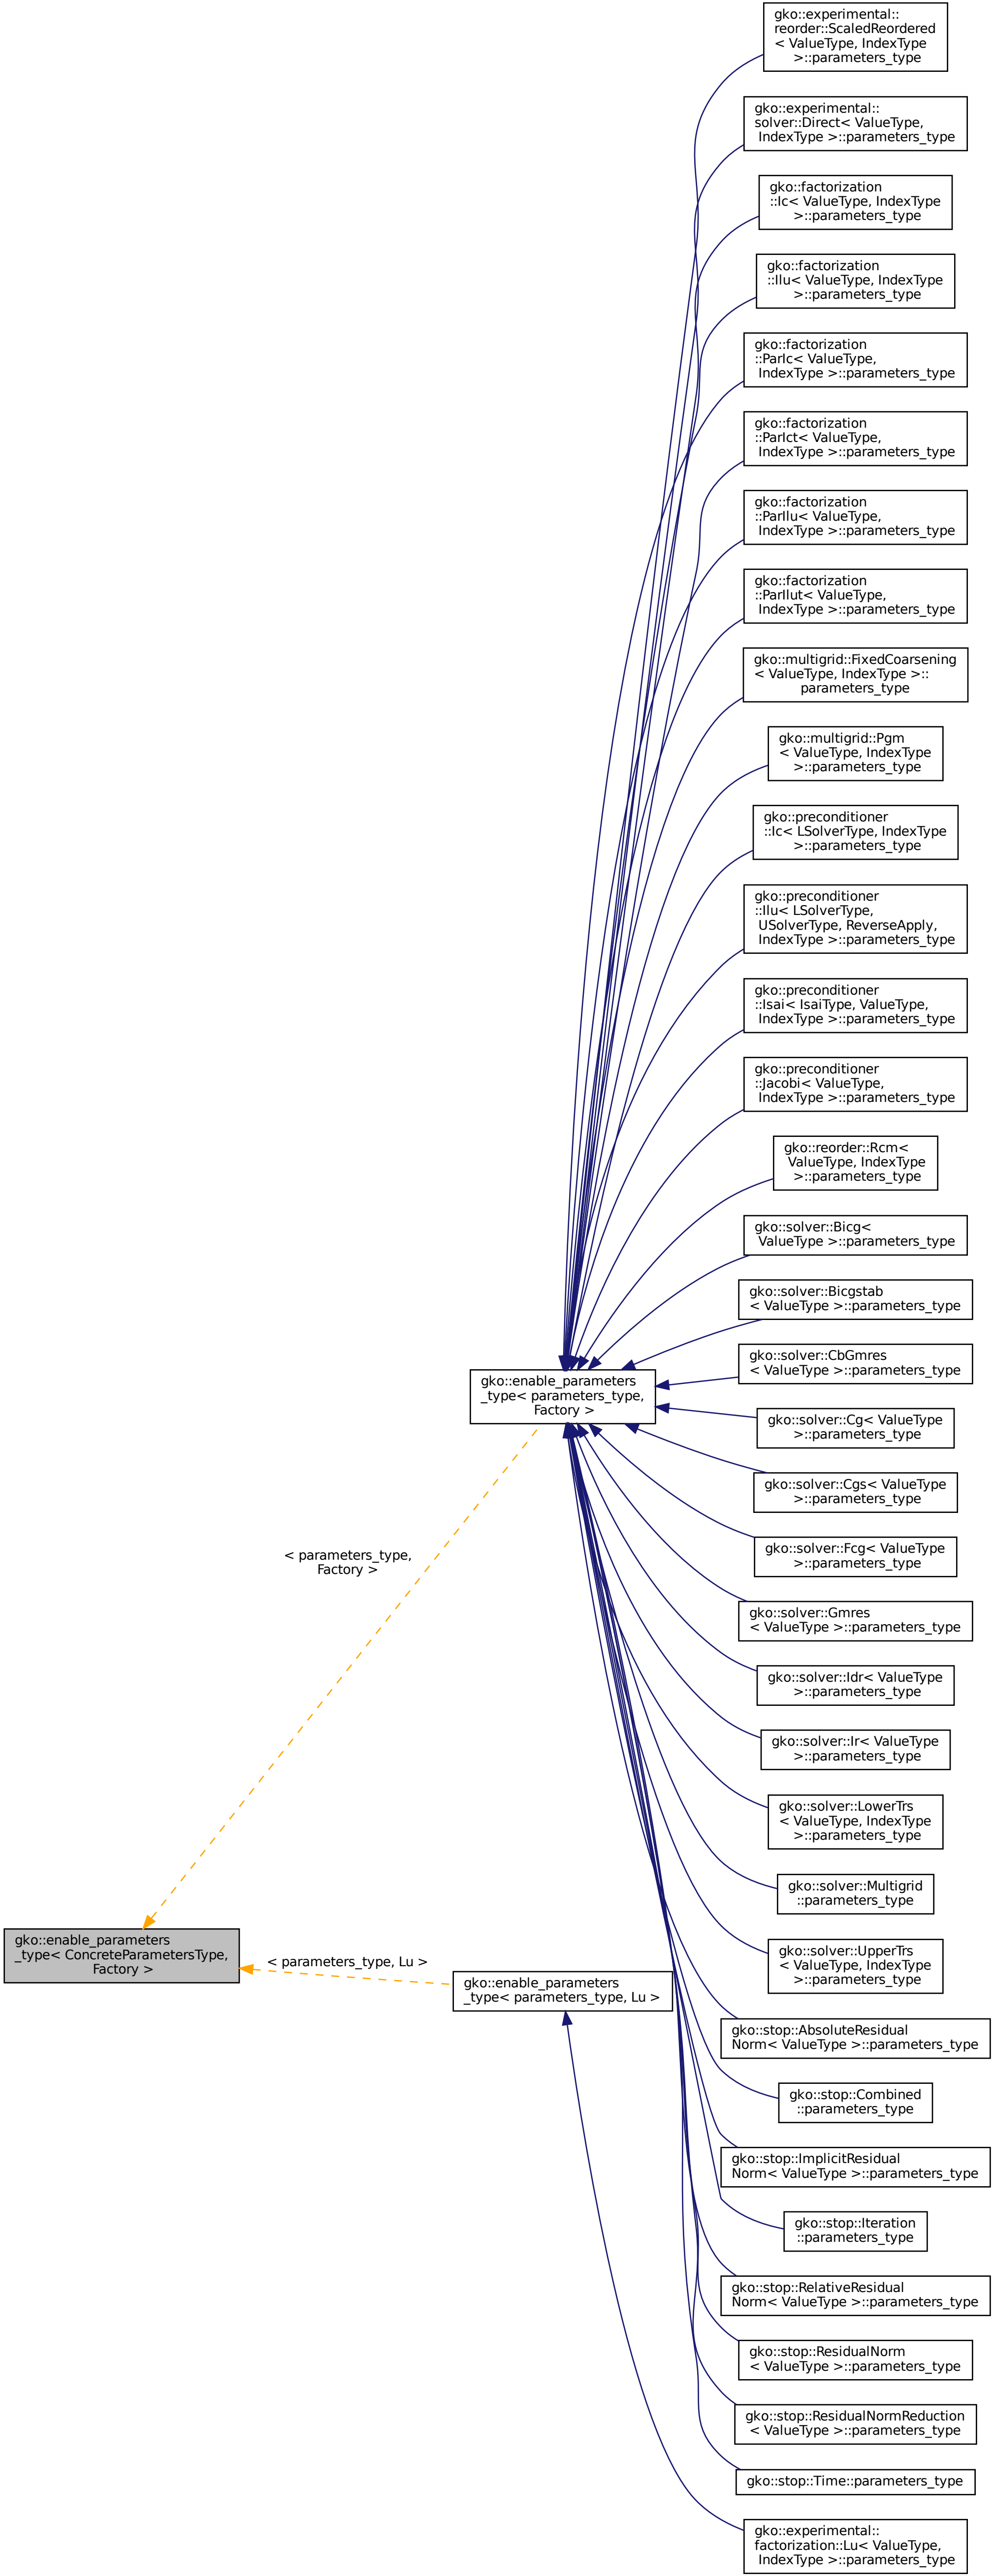 gko::experimental::
reorder::ScaledReordered
< ValueType, IndexType
>::parameters_type
gko::experimental::
solver::Direct< ValueType,
IndexType >::parameters_type
gko::factorization
::Ic< ValueType, IndexType
>::parameters_type
gko::factorization
::Ilu< ValueType, IndexType
>::parameters_type
gko::factorization
::ParIc< ValueType,
IndexType >::parameters_type
gko::factorization
::ParIct< ValueType,
IndexType >::parameters_type
gko::factorization
::ParIlu< ValueType,
IndexType >::parameters_type
gko::factorization
::ParIlut< ValueType,
IndexType >::parameters_type
gko::multigrid::FixedCoarsening
< ValueType, IndexType >::
parameters_type
gko::multigrid::Pgm
< ValueType, IndexType
>::parameters_type
gko::preconditioner
::Ic< LSolverType, IndexType
>::parameters_type
gko::preconditioner
::Ilu< LSolverType,
USolverType, ReverseApply,
IndexType >::parameters_type
gko::preconditioner
::Isai< IsaiType, ValueType,
IndexType >::parameters_type
gko::preconditioner
::Jacobi< ValueType,
IndexType >::parameters_type
gko::reorder::Rcm<
ValueType, IndexType
>::parameters_type
gko::solver::Bicg<
ValueType >::parameters_type
gko::solver::Bicgstab
< ValueType >::parameters_type
gko::solver::CbGmres
< ValueType >::parameters_type
gko::enable_parameters
_type< parameters_type,
Factory >
gko::solver::Cg< ValueType
>::parameters_type
gko::solver::Cgs< ValueType
>::parameters_type
gko::solver::Fcg< ValueType
>::parameters_type
< parameters_type,
Factory >
gko::solver::Gmres
< ValueType >::parameters_type
gko::solver::Idr< ValueType
>::parameters_type
gko::solver::Ir< ValueType
>::parameters_type
gko::solver::LowerTrs
< ValueType, IndexType
>::parameters_type
gko::solver::Multigrid
::parameters_type
gko::enable_parameters
_type< ConcreteParametersType,
Factory >
< parameters_type, Lu >
gko::enable_parameters
_type< parameters_type, Lu >
gko::solver::UpperTrs
< ValueType, IndexType
>::parameters_type
gko::stop::AbsoluteResidual
Norm< ValueType >::parameters_type
gko::stop::Combined
::parameters_type
gko::stop::ImplicitResidual
Norm< ValueType >::parameters_type
gko::stop::Iteration
::parameters_type
gko::stop::RelativeResidual
Norm< ValueType >::parameters_type
gko::stop::ResidualNorm
< ValueType >::parameters_type
gko::stop::ResidualNormReduction
< ValueType >::parameters_type
gko::stop::Time::parameters_type
gko::experimental::
factorization::Lu< ValueType,
IndexType >::parameters_type